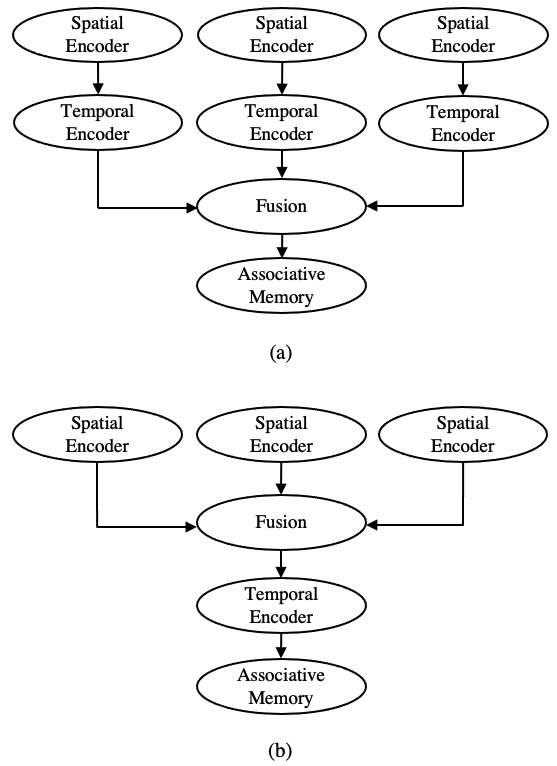 Spatial
Encoder
Spatial
Encoder
Spatial
Encoder
Temporal
Encoder
Temporal
Encoder
Temporal
Encoder
Fusion
Associative
Memory
(a)
Spatial
Encoder
Spatial
Encoder
Spatial
Encoder
Fusion
Temporal
Encoder
Associative
Memory
(b)